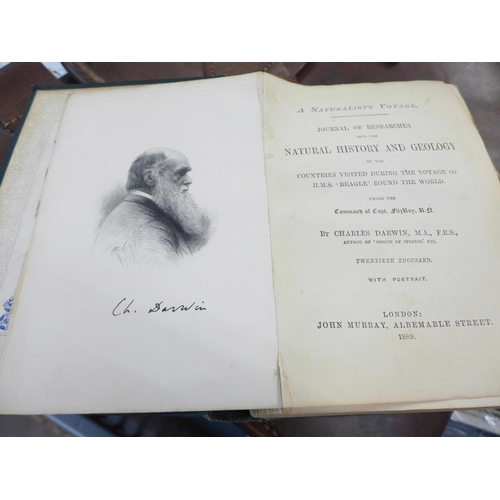 Ch. Darwin
A NATURALIST'S VOYAGE.
JOURNAL OF RESEARCHES
INTO THE
NATURAL HISTORY AND GEOLOGY
OF THE
COUNTRIES VISITED DURING THE VOYAGE OF
H.M.S. 'BEAGLE' ROUND THE WORLD
UNDER THE
Command of Capt. FitzRoy, R.N.
BY CHARLES DARWIN, M.A., F.R.S.,
AUTHOR OF 'ORIGIN OF SPECIES,' ETC.
TWENTIETH THOUSAND.
WITH PORTRAIT.
LONDON:
JOHN MURRAY, ALBEMARLE STREET.
1889.